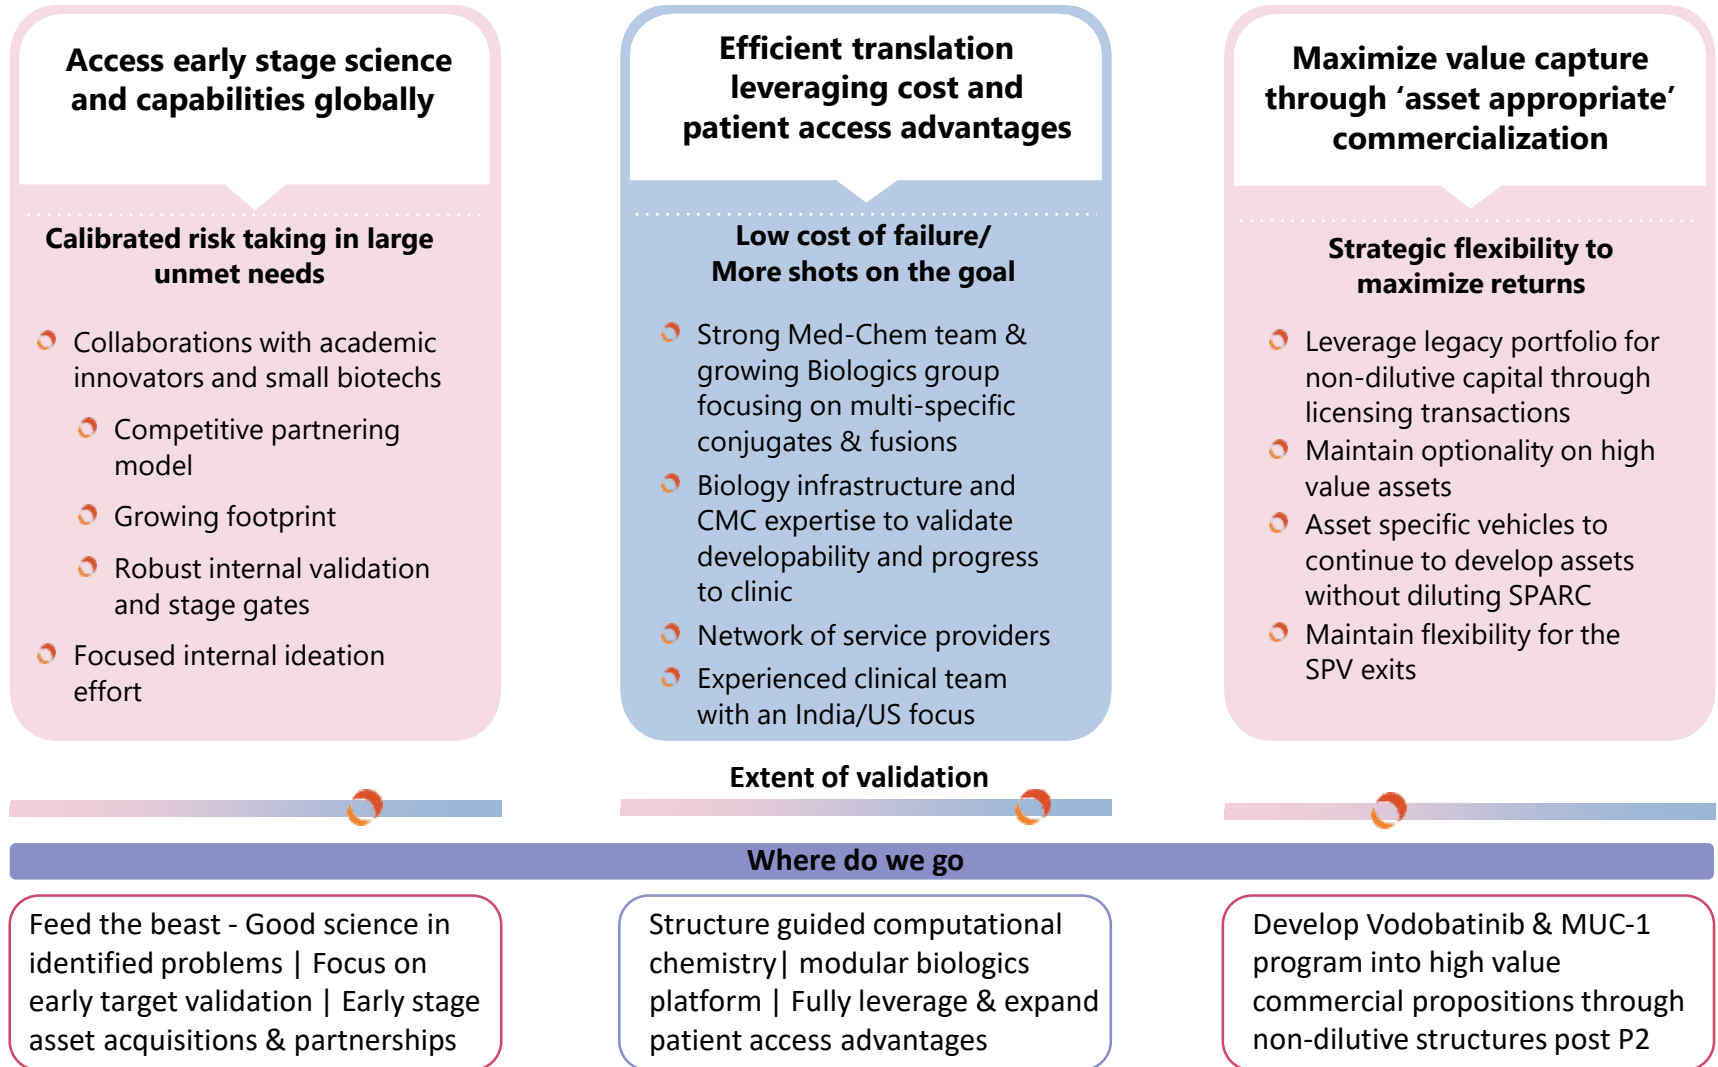 Access early stage science
and capabilities globally
Calibrated risk taking in large
unmet needs
Collaborations with academic
innovators and small biotechs
Competitive partnering
model
Growing footprint
Robust internal validation
and stage gates
Focused internal ideation
effort
Efficient translation
leveraging cost and
patient access advantages
Low cost of failure/
More shots on the goal
Strong Med-Chem team &
growing Biologics group
focusing on multi-specific
conjugates & fusions
Biology infrastructure and
CMC expertise to validate
developability and progress
to clinic
Network of service providers
Experienced clinical team
with an India/US focus
Maximize value capture
through ‘asset appropriate’
commercialization
Strategic flexibility to
maximize returns
Leverage legacy portfolio for
non-dilutive capital through
licensing transactions
Maintain optionality on high
value assets
Asset specific vehicles to
continue to develop assets
without diluting SPARC
Maintain flexibility for the
SPV exits
Extent of validation
Where do we go
Feed the beast - Good science in
identified problems | Focus on
early target validation | Early stage
asset acquisitions & partnerships
Structure guided computational
chemistry| modular biologics
platform | Fully leverage & expand
patient access advantages
Develop Vodobatinib & MUC-1
program into high value
commercial propositions through
non-dilutive structures post P2